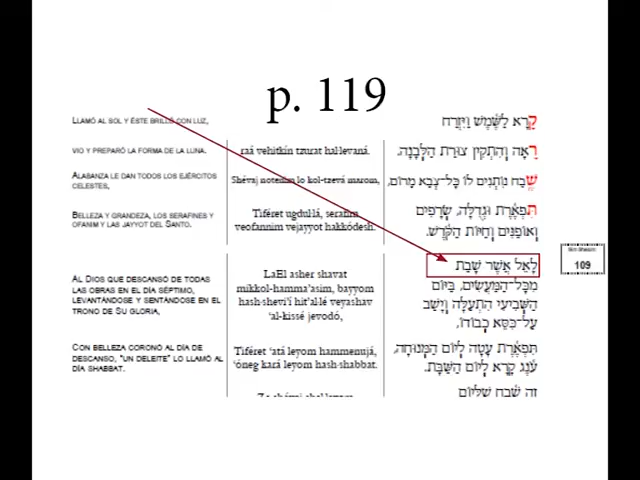 p. 119
LLAMÓ AL SOL Y ÉSTE BRILLÓ CON LUZ,
קָרָא לַשֶּׁמֶשׁ וַיִּזְרַח
VIO Y PREPARÓ LA FORMA DE LA LUNA.
raá vehitkín tzurat hal·levaná.
רָאָה וְהִתְקִין צוּרַת הַלְּבָנָה.
ALABANZA LE DAN TODOS LOS EJÉRCITOS
CELESTES,
Shévaj notením lo kol-tzevá marom,
שֶׁבַח נוֹתְנִים לוֹ כָּל־צְבָא מָרוֹם,
BELLEZA Y GRANDEZA, LOS SERAFINES Y
OFANIM Y LAS JAYYOT DEL SANTO.
Tiféret ugdul·lá, serafim
veofannim vejayyot hakkódesh.
תִּפְאֶרֶת וּגְדֻלָּה, שְׂרָפִים
וְאוֹפַנִּים וְחַיּוֹת הַקֹּדֶשׁ.
AL DIOS QUE DESCANSÓ DE TODAS
LAS OBRAS EN EL DÍA SÉPTIMO,
LEVANTÁNDOSE Y SENTÁNDOSE EN EL
TRONO DE SU GLORIA,
LaEl asher shavat
mikkol-hamma'asim, bayyom
hash·shevi'í hit'al·lé veyashav
'al-kissé jevodó,
לָאֵל אֲשֶׁר שָׁבַת
מִכָּל־הַמַּעֲשִׂים, בַּיּוֹם
הַשְּׁבִיעִי הִתְעַלָּה וְיָשַׁב
עַל־כִּסֵּא כְבוֹדוֹ,
109
CON BELLEZA CORONÓ AL DÍA DE
DESCANSO, "UN DELEITE" LO LLAMÓ AL
DÍA SHABBAT.
Tiféret 'atá leyom hammenujá,
'óneg kará leyom hash·shabbat.
תִּפְאֶרֶת עָטָה לְיוֹם הַמְּנוּחָה,
עֹנֶג קָרָא לְיוֹם הַשַּׁבָּת.
זֶה שֶׁבַח שֶׁלַּיּוֹם